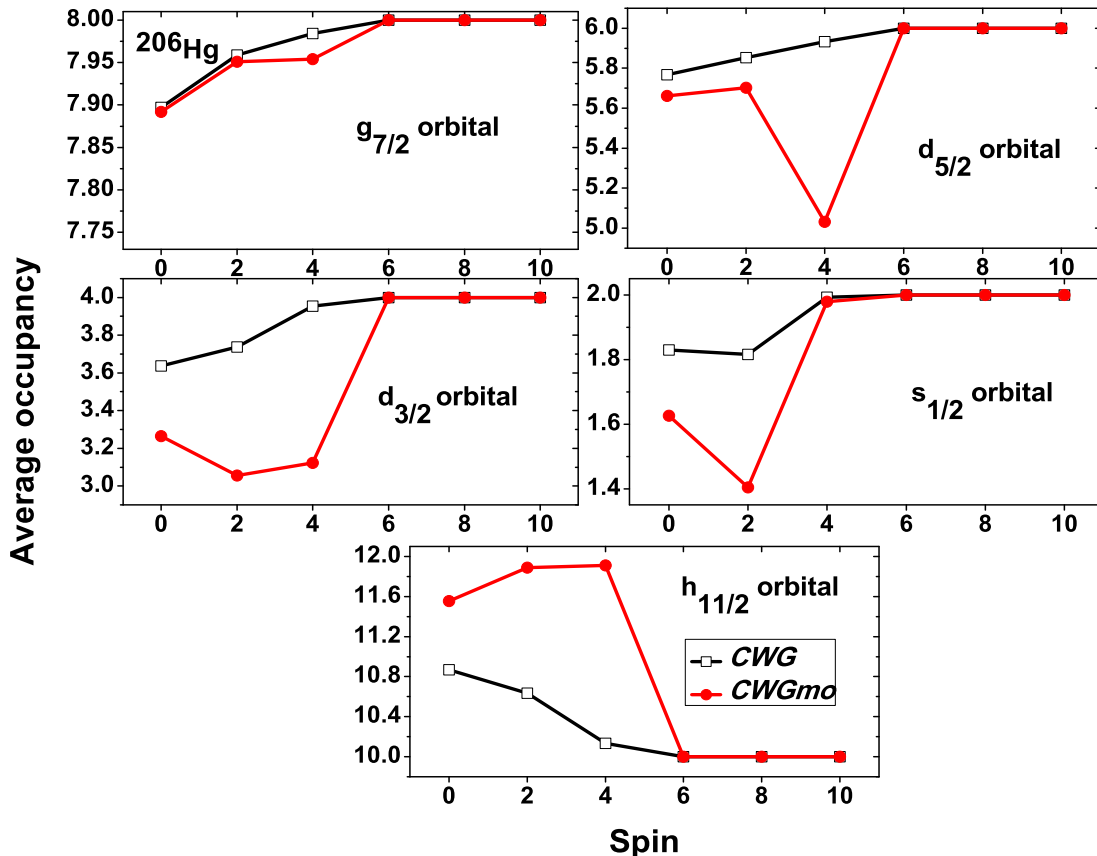 206Hg
g7/2 orbital
8.00
7.95
7.90
7.85
7.80
7.75
0 2 4 6 8 10
d5/2 orbital
6.0
5.8
5.6
5.4
5.2
5.0
0 2 4 6 8 10
Average occupancy
d3/2 orbital
4.0
3.8
3.6
3.4
3.2
3.0
0 2 4 6 8 10
s1/2 orbital
2.0
1.8
1.6
1.4
0 2 4 6 8 10
h11/2 orbital
12.0
11.6
11.2
10.8
10.4
10.0
CWG
CWGmo
0 2 4 6 8 10
Spin